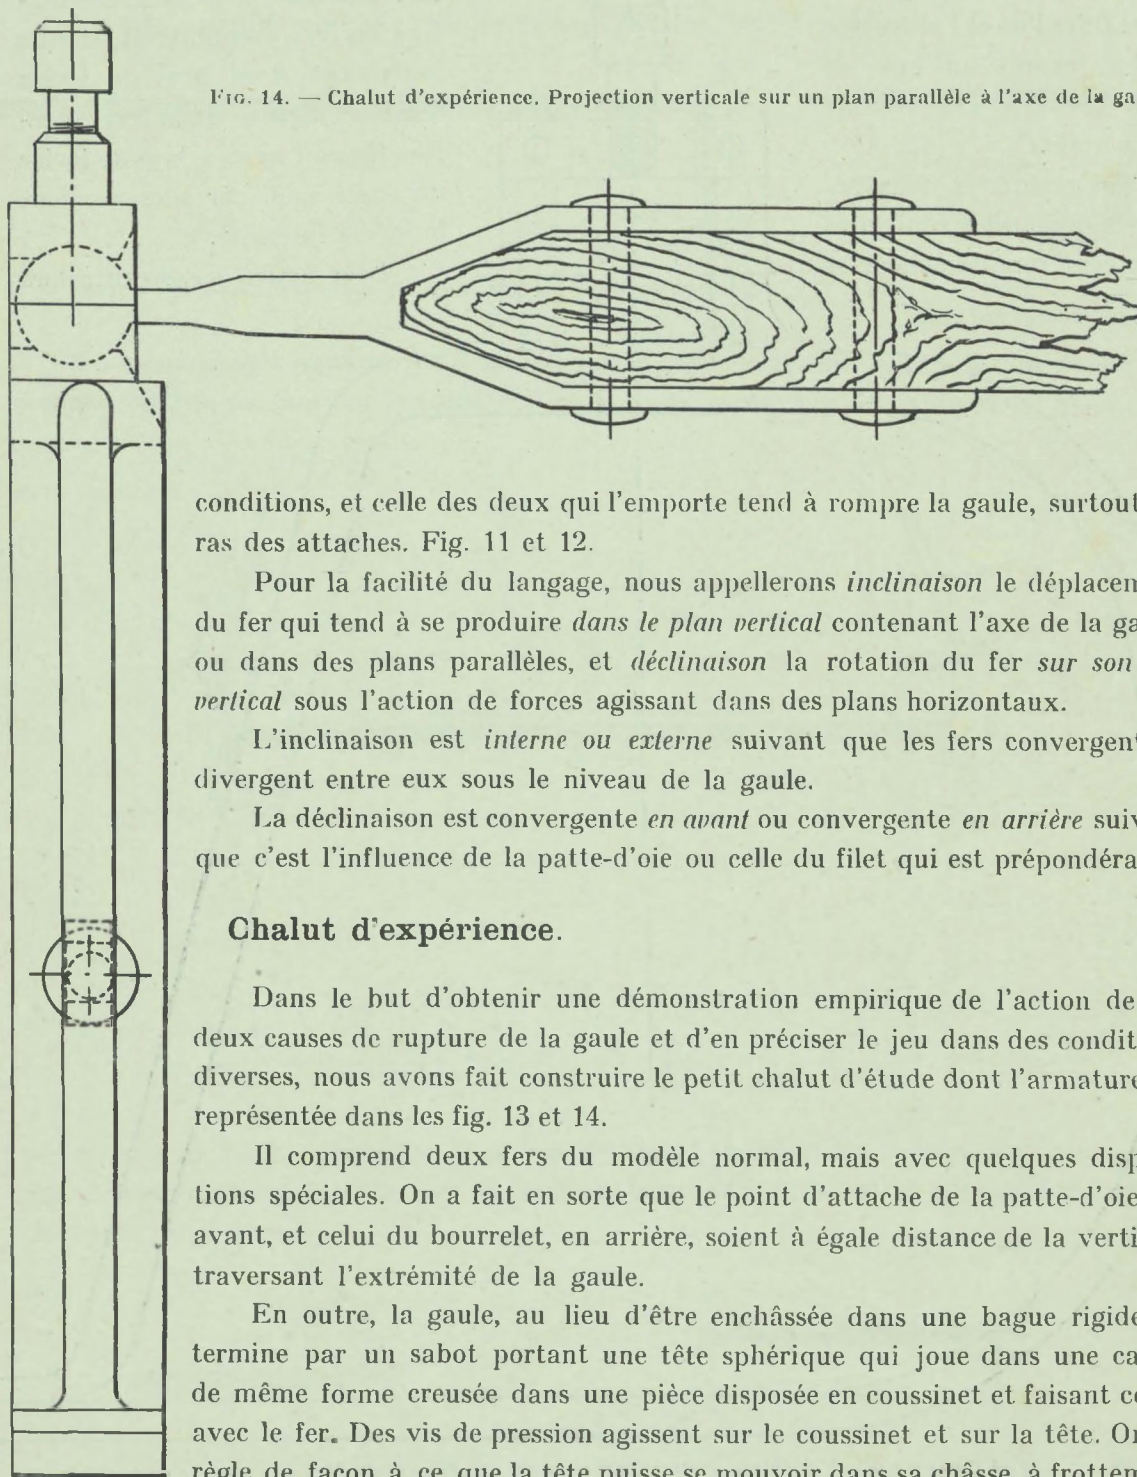 FIG. 14. — Chalut d'expérience. Projection verticale sur un plan parallèle à l'axe de la ga
conditions, et celle des deux qui l'emporte tend à rompre la gaule, surtout
ras des attaches. Fig. 11 et 12.
Pour la facilité du langage, nous appellerons inclinaison le déplacem
du fer qui tend à se produire dans le plan vertical contenant l'axe de la ga
ou dans des plans parallèles, et déclinaison la rotation du fer sur son
vertical sous l'action de forces agissant dans des plans horizontaux.
L'inclinaison est interne ou externe suivant que les fers convergent
divergent entre eux sous le niveau de la gaule.
La déclinaison est convergente en avant ou convergente en arrière suiv
que c'est l'influence de la patte-d'oie ou celle du filet qui est prépondéra
Chalut d'expérience.
Dans le but d'obtenir une démonstration empirique de l'action de
deux causes de rupture de la gaule et d'en préciser le jeu dans des condit
diverses, nous avons fait construire le petit chalut d'étude dont l'armature
représentée dans les fig. 13 et 14.
Il comprend deux fers du modèle normal, mais avec quelques disp
tions spéciales. On a fait en sorte que le point d'attache de la patte-d'oie
avant, et celui du bourrelet, en arrière, soient à égale distance de la verti
traversant l'extrémité de la gaule.
En outre, la gaule, au lieu d'être enchâssée dans une bague rigide
termine par un sabot portant une tête sphérique qui joue dans une ca
de même forme creusée dans une pièce disposée en coussinet et faisant co
avec le fer. Des vis de pression agissent sur le coussinet et sur la tête. On
règle de façon à ce que la tête puisse se mouvoir dans sa châsse à frotten